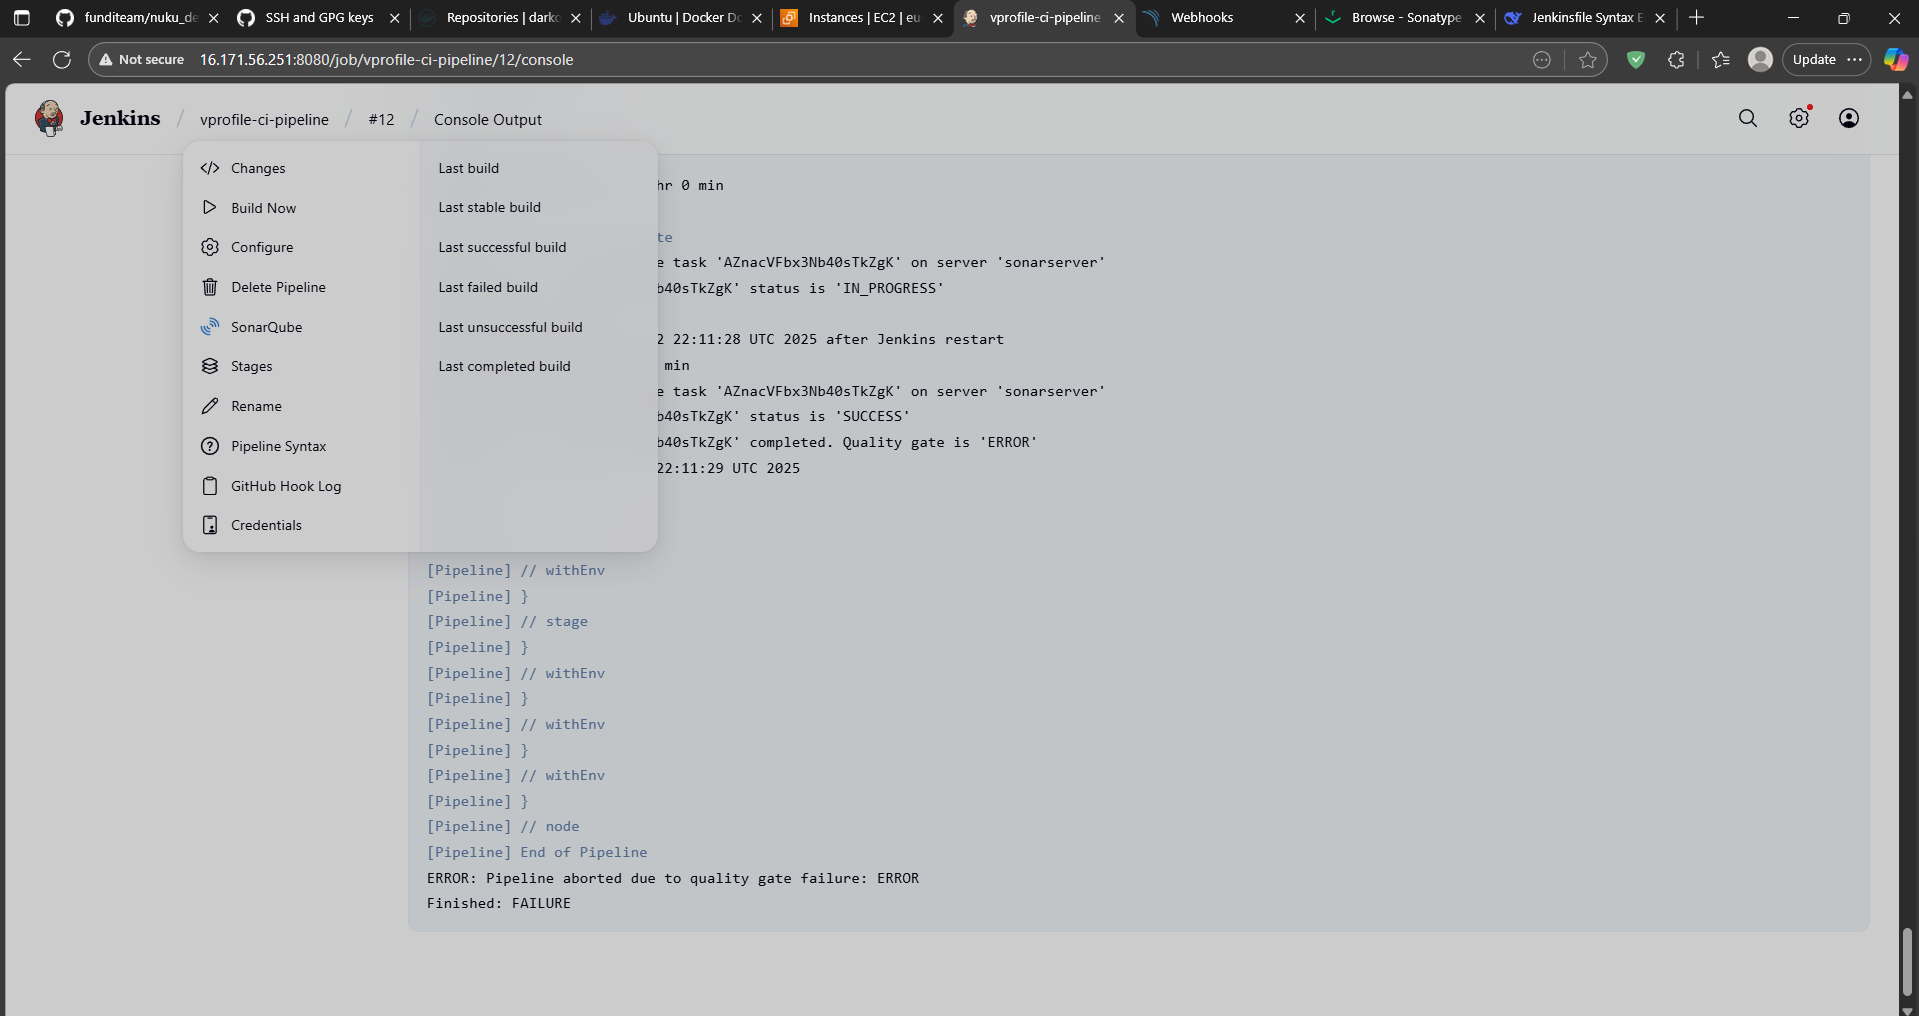 funditeam/nuku_de
SSH and GPG keys
Repositories | darko
Ubuntu | Docker Do
Instances | EC2 | eu
vprofile-ci-pipeline
Webhooks
Browse - Sonatype
Jenkinsfile Syntax E
Not secure
16.171.56.251:8080/job/vprofile-ci-pipeline/12/console
Update
Jenkins / vprofile-ci-pipeline / #12 / Console Output
Changes
Build Now
Configure
Delete Pipeline
SonarQube
Stages
Rename
Pipeline Syntax
GitHub Hook Log
Credentials
Last build
Last stable build
Last successful build
Last failed build
Last unsuccessful build
Last completed build
hr 0 min
te
e task 'AZnacVFbx3Nb40sTkZgK' on server 'sonarserver'
b40sTkZgK' status is 'IN_PROGRESS'
2 22:11:28 UTC 2025 after Jenkins restart
min
e task 'AZnacVFbx3Nb40sTkZgK' on server 'sonarserver'
b40sTkZgK' status is 'SUCCESS'
b40sTkZgK' completed. Quality gate is 'ERROR'
22:11:29 UTC 2025
[Pipeline] // withEnv
[Pipeline] }
[Pipeline] // stage
[Pipeline] }
[Pipeline] // withEnv
[Pipeline] }
[Pipeline] // withEnv
[Pipeline] }
[Pipeline] // withEnv
[Pipeline] }
[Pipeline] // node
[Pipeline] End of Pipeline
ERROR: Pipeline aborted due to quality gate failure: ERROR
Finished: FAILURE